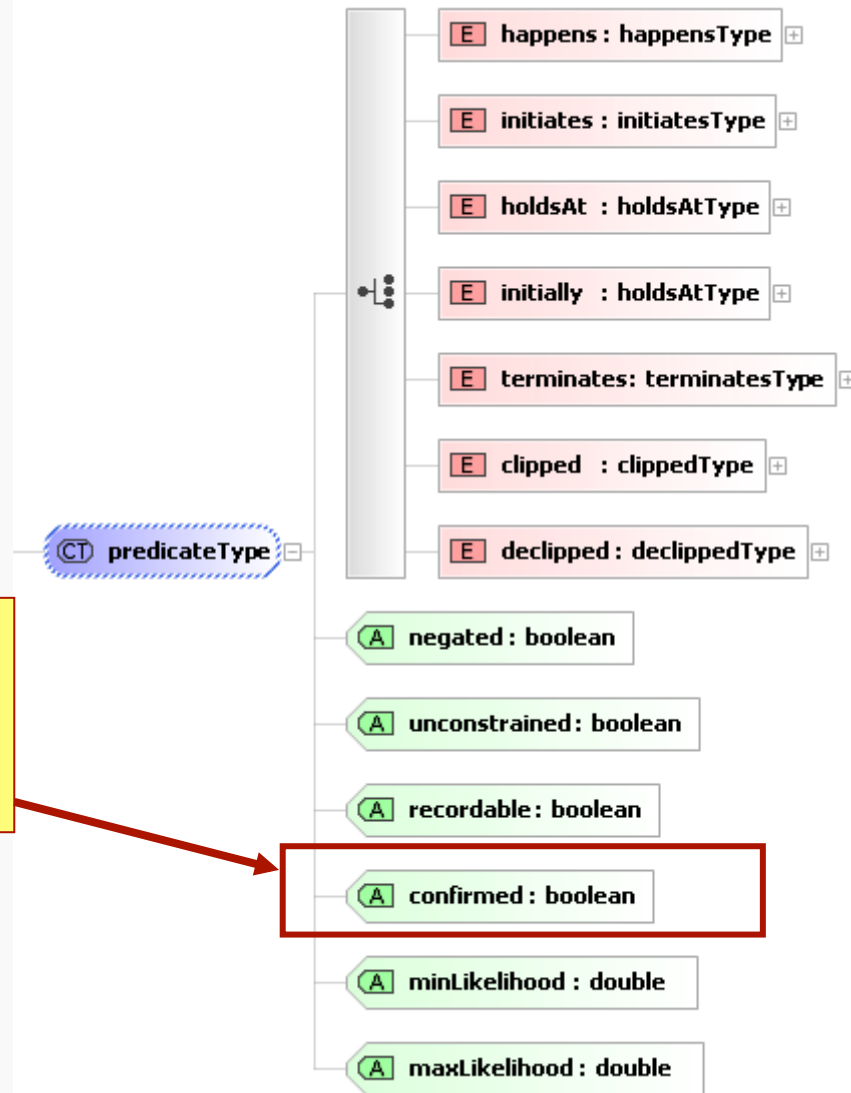 E happens : happensType
E initiates : initiatesType
E holdsAt : holdsAtType
E initially : holdsAtType
E terminates: terminatesType
E clipped : clippedType
CT predicateType
E declipped : declippedType
A negated : boolean
A unconstrained: boolean
A recordable: boolean
A confirmed : boolean
A minLikelihood : double
A maxLikelihood : double